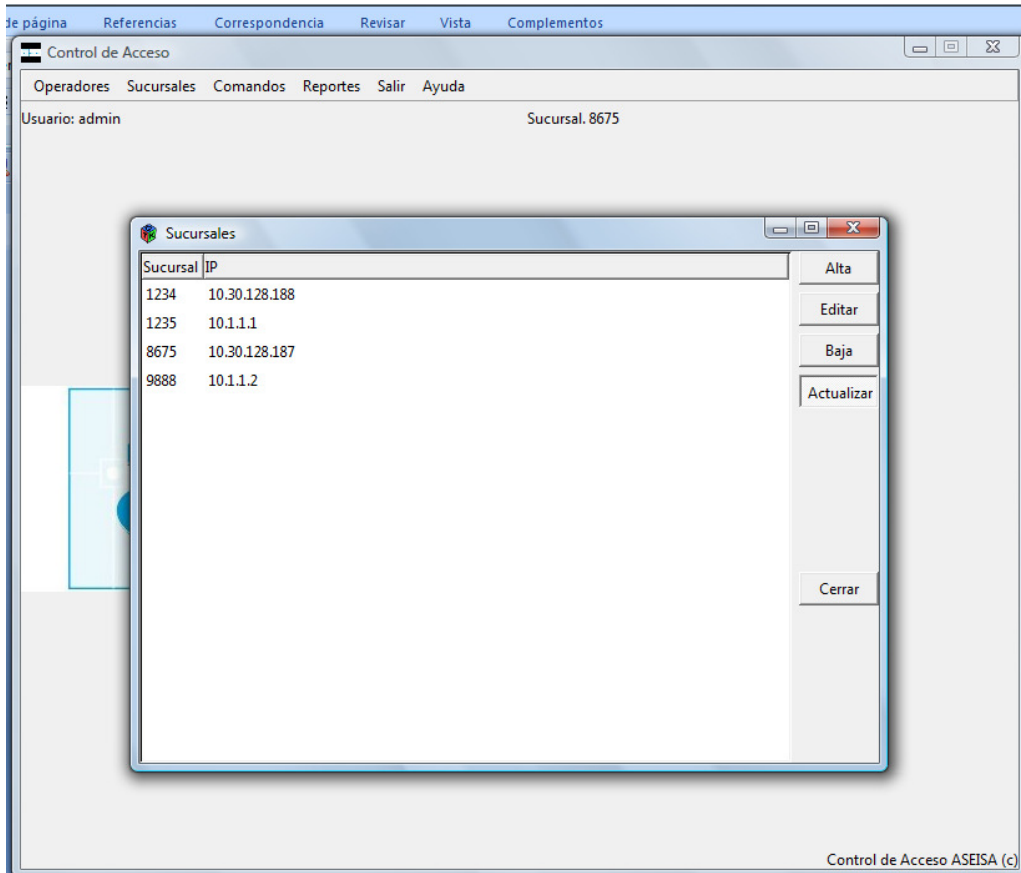 de página Referencias Correspondencia Revisar Vista Complementos
Control de Acceso
Operadores Sucursales Comandos Reportes Salir Ayuda
Usuario: admin Sucursal. 8675
Sucursales
Sucursal IP
Alta
1234 10.30.128.188
Editar
1235 10.1.1.1
8675 10.30.128.187
Baja
9888 10.1.1.2
Actualizar
Cerrar
Control de Acceso ASEISA (c)